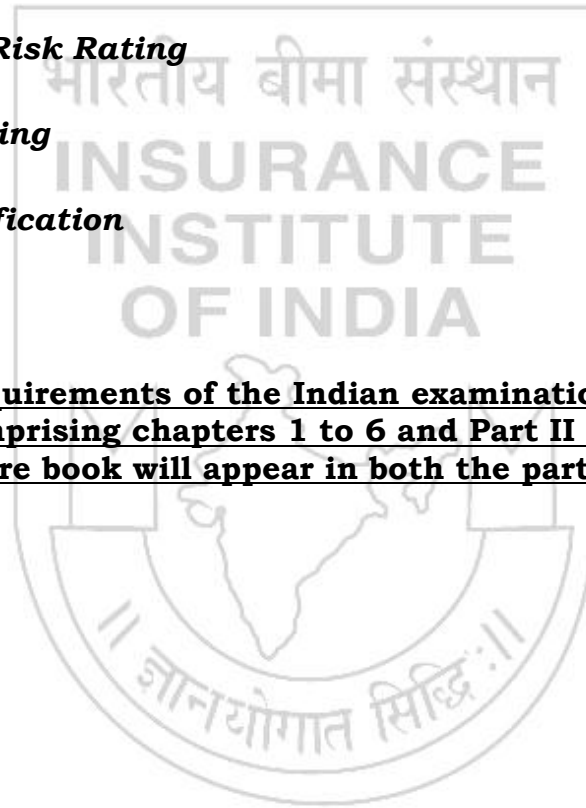 Risk Rating
भारतीय बीमा संस्थान
ing
INSURANCE
fication
INSTITUTE
OF INDIA
quirements of the Indian examinatio
nprising chapters 1 to 6 and Part II
re book will appear in both the part
॥ ज्ञानयोगात सिद्धि :॥